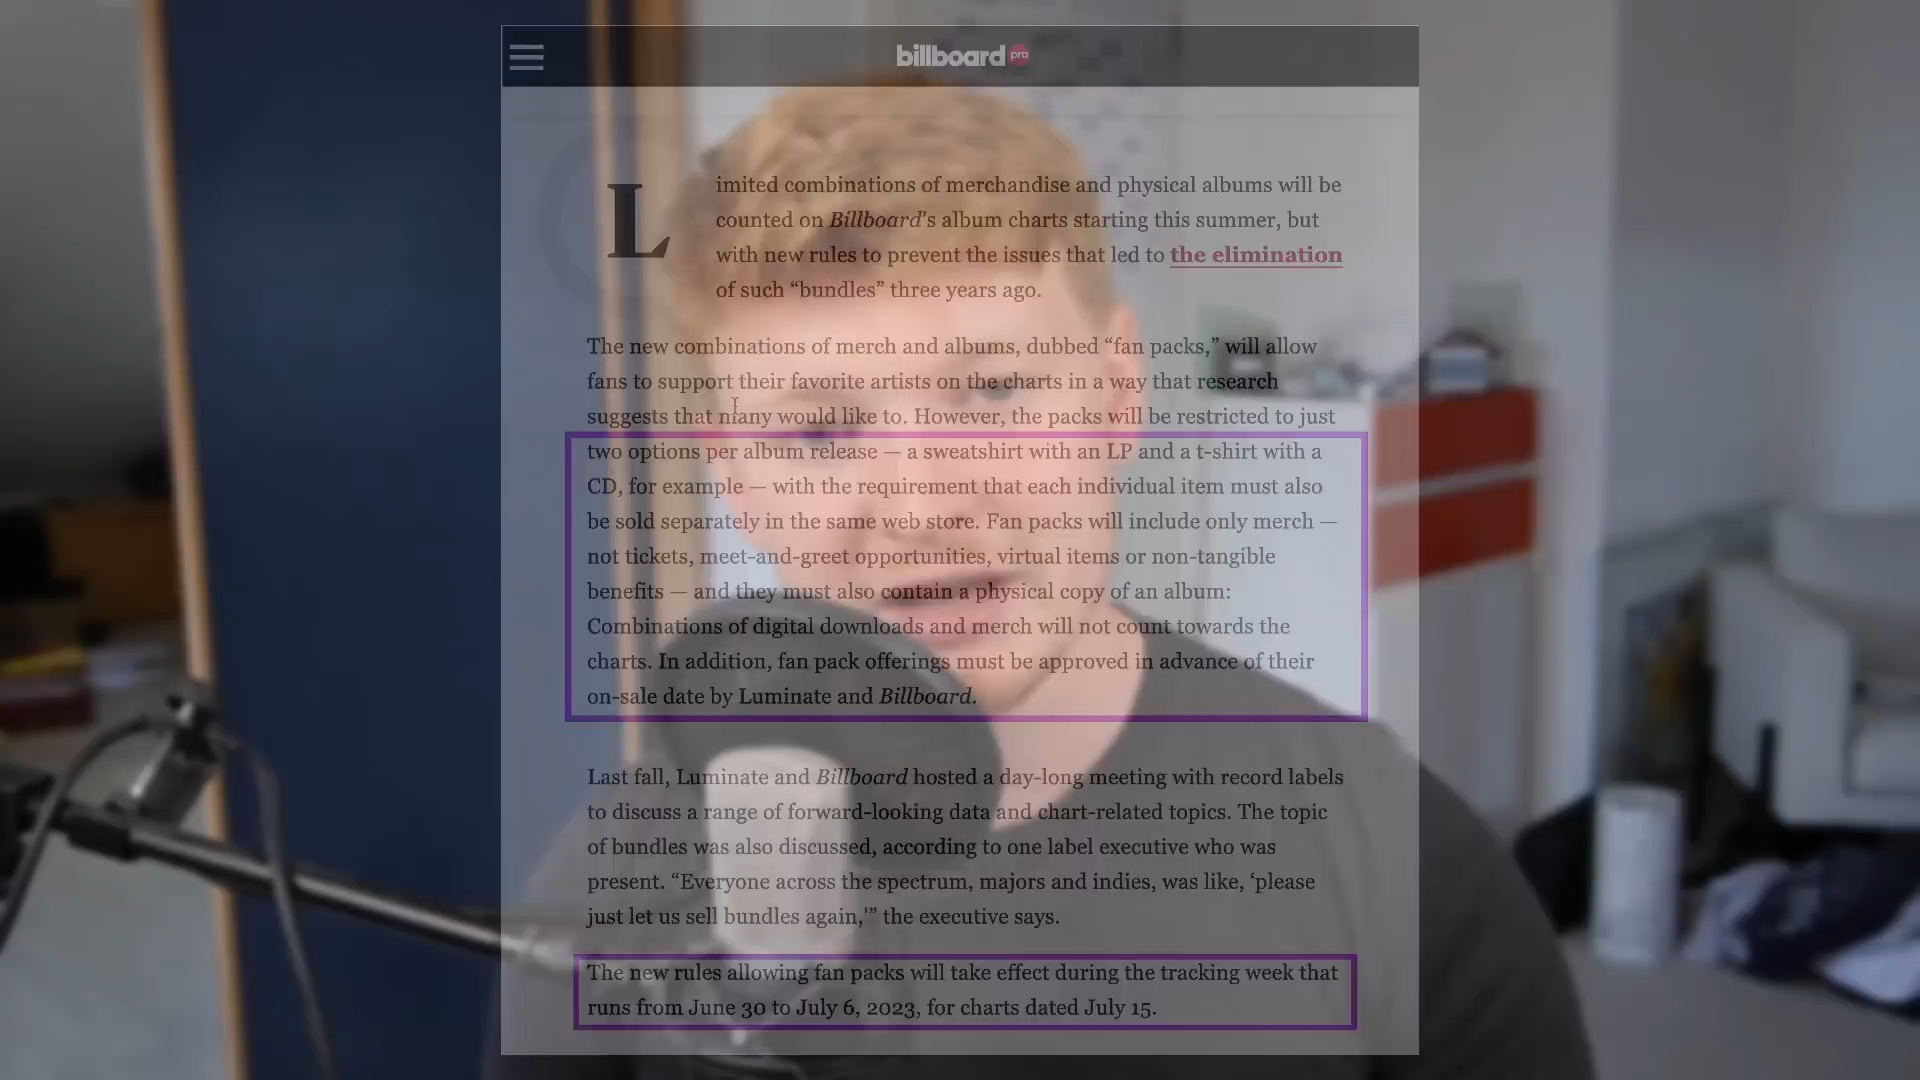 billboard pro
Limited combinations of merchandise and physical albums will be
counted on Billboard's album charts starting this summer, but
with new rules to prevent the issues that led to the elimination
of such “bundles” three years ago.
The new combinations of merch and albums, dubbed “fan packs,” will allow
fans to support their favorite artists on the charts in a way that research
suggests that many would like to. However, the packs will be restricted to just
two options per album release — a sweatshirt with an LP and a t-shirt with a
CD, for example — with the requirement that each individual item must also
be sold separately in the same web store. Fan packs will include only merch —
not tickets, meet-and-greet opportunities, virtual items or non-tangible
benefits — and they must also contain a physical copy of an album:
Combinations of digital downloads and merch will not count towards the
charts. In addition, fan pack offerings must be approved in advance of their
on-sale date by Luminate and Billboard.
Last fall, Luminate and Billboard hosted a day-long meeting with record labels
to discuss a range of forward-looking data and chart-related topics. The topic
of bundles was also discussed, according to one label executive who was
present. “Everyone across the spectrum, majors and indies, was like, ‘please
just let us sell bundles again,'” the executive says.
The new rules allowing fan packs will take effect during the tracking week that
runs from June 30 to July 6, 2023, for charts dated July 15.